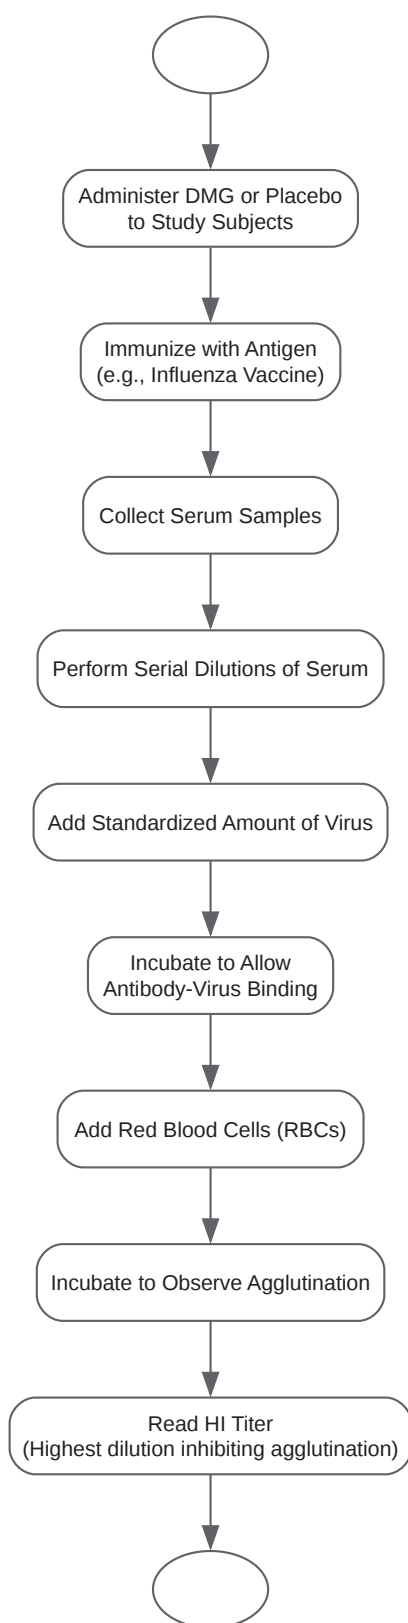 Administer DMG or Placebo
to Study Subjects
Immunize with Antigen
(e.g., Influenza Vaccine)
Collect Serum Samples
Perform Serial Dilutions of Serum
Add Standardized Amount of Virus
Incubate to Allow
Antibody-Virus Binding
Add Red Blood Cells (RBCs)
Incubate to Observe Agglutination
Read HI Titer
(Highest dilution inhibiting agglutination)